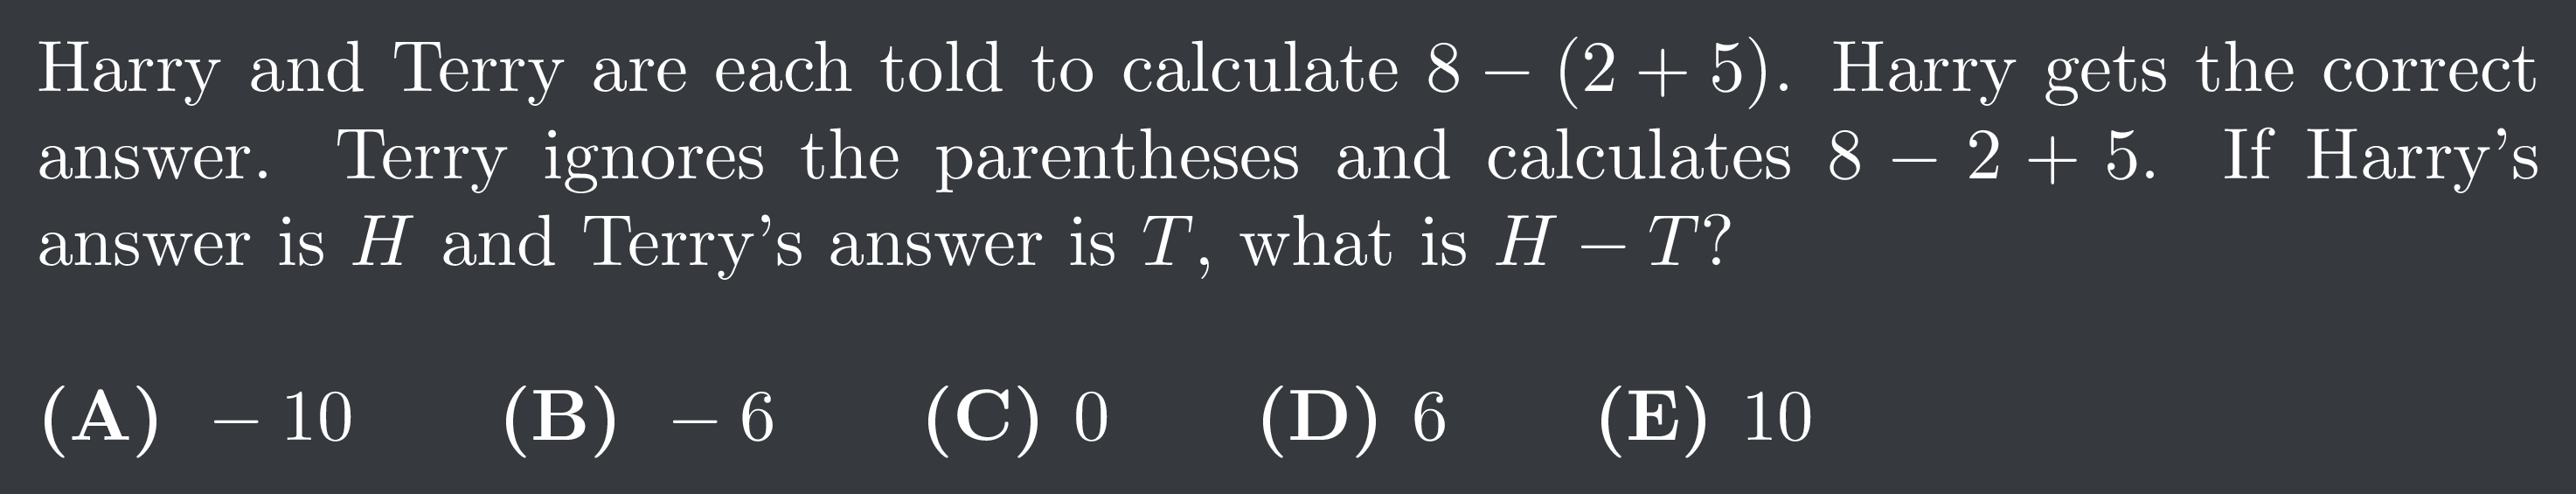 Harry and Terry are each told to calculate 8 − (2 + 5). Harry gets the correct
answer. Terry ignores the parentheses and calculates 8 − 2 + 5. If Harry’s
answer is H and Terry’s answer is T, what is H − T?
(A) − 10 (B) − 6 (C) 0 (D) 6 (E) 10